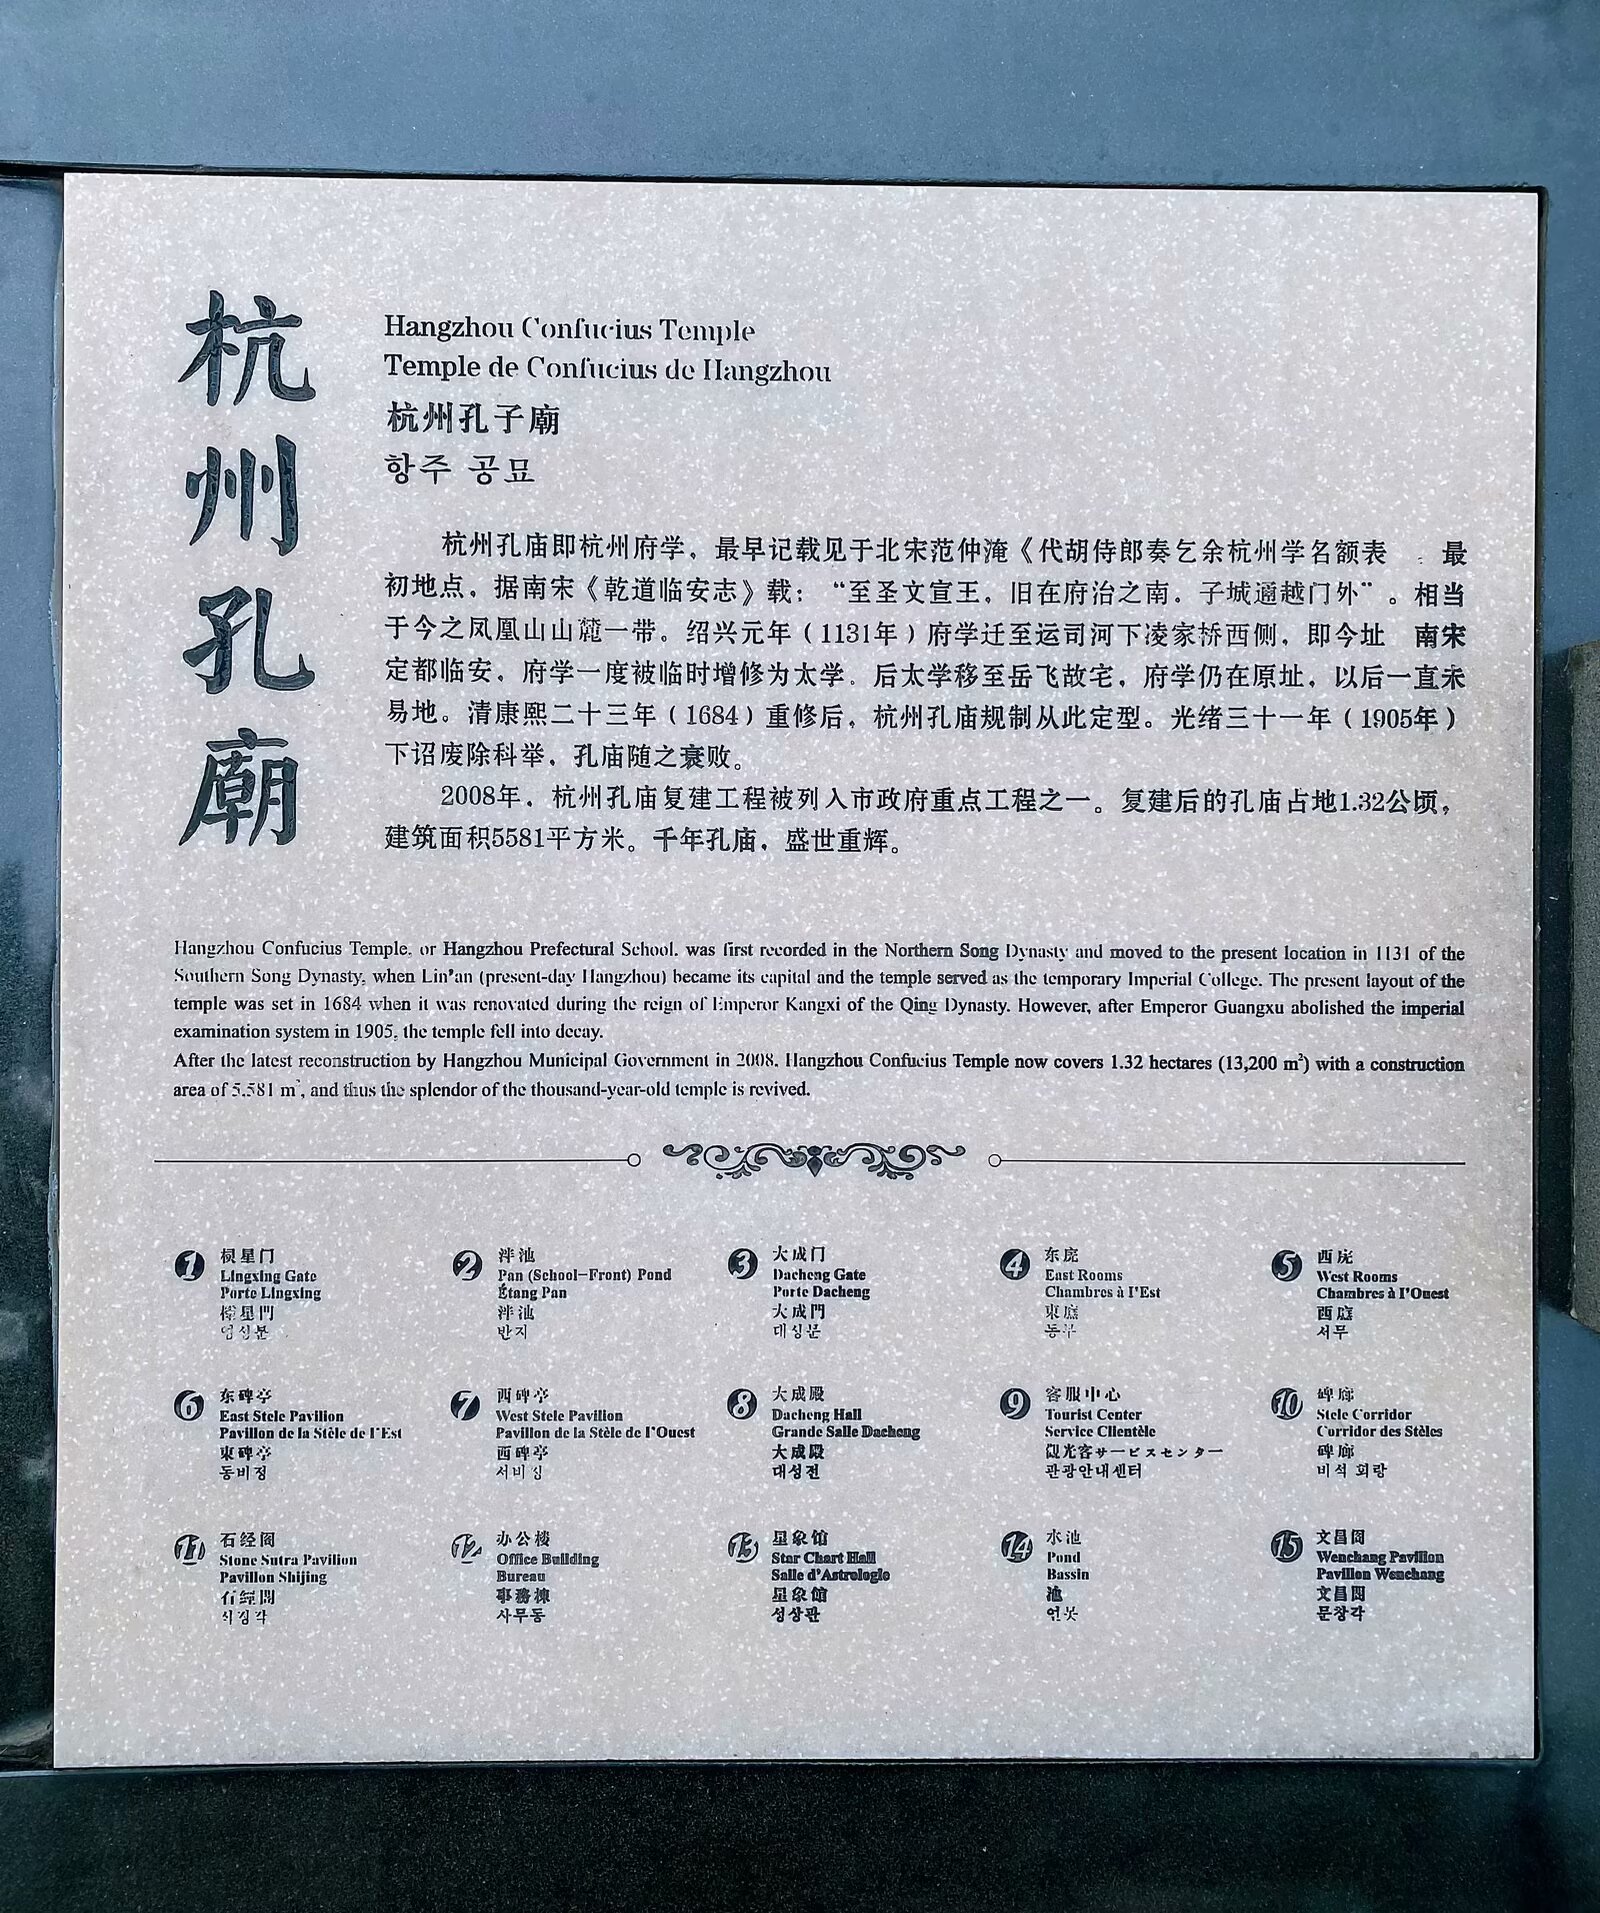 杭州孔廟
Hangzhou Confucius Temple
Temple de Confucius de Hangzhou
杭州孔子廟
항주 공묘
杭州孔庙即杭州府学，最早记载见于北宋范仲淹《代胡侍郎奏乞余杭州学名额表 最
初地点，据南宋《乾道临安志》载：“至圣文宣王，旧在府治之南，子城通越门外”。相当
于今之凤凰山山麓一带。绍兴元年（1131年）府学迁至运司河下凌家桥西侧，即今址 南宋
定都临安，府学一度被临时增修为太学。后太学移至岳飞故宅，府学仍在原址，以后一直未
易地。清康熙二十三年（1684）重修后，杭州孔庙规制从此定型。光绪三十一年（1905年）
下诏废除科举，孔庙随之衰败。
2008年，杭州孔庙复建工程被列入市政府重点工程之一。复建后的孔庙占地1.32公顷，
建筑面积5581平方米。千年孔庙，盛世重辉。
Hangzhou Confucius Temple, or Hangzhou Prefectural School, was first recorded in the Northern Song Dynasty and moved to the present location in 1131 of the
Southern Song Dynasty, when Lin'an (present-day Hangzhou) became its capital and the temple served as the temporary Imperial College. The present layout of the
temple was set in 1684 when it was renovated during the reign of Emperor Kangxi of the Qing Dynasty. However, after Emperor Guangxu abolished the imperial
examination system in 1905, the temple fell into decay.
After the latest reconstruction by Hangzhou Municipal Government in 2008, Hangzhou Confucius Temple now covers 1.32 hectares (13,200 m²) with a construction
area of 5,581 m², and thus the splendor of the thousand-year-old temple is revived.
1 棂星门
Lingxing Gate
Porte Lingxing
欞星門
영성문
2 泮池
Pan (School-Front) Pond
Étang Pan
泮池
반지
3 大成门
Dacheng Gate
Porte Dacheng
大成門
대성문
4 东庑
East Rooms
Chambres à l'Est
東廡
동무
5 西庑
West Rooms
Chambres à l'Ouest
西廡
서무
6 东碑亭
East Stele Pavilion
Pavillon de la Stèle de l'Est
東碑亭
동비정
7 西碑亭
West Stele Pavilion
Pavillon de la Stèle de l'Ouest
西碑亭
서비정
8 大成殿
Dacheng Hall
Grande Salle Dacheng
大成殿
대성전
9 客服中心
Tourist Center
Service Clientèle
観光客サービスセンター
관광안내센터
10 碑廊
Stele Corridor
Corridor des Stèles
碑廊
비석 회랑
11 石经阁
Stone Sutra Pavilion
Pavillon Shijing
石經閣
석경각
12 办公楼
Office Building
Bureau
事務棟
사무동
13 星象馆
Star Chart Hall
Salle d'Astrologie
星象館
성상관
14 水池
Pond
Bassin
池
연못
15 文昌阁
Wenchang Pavilion
Pavillon Wenchang
文昌閣
문창각